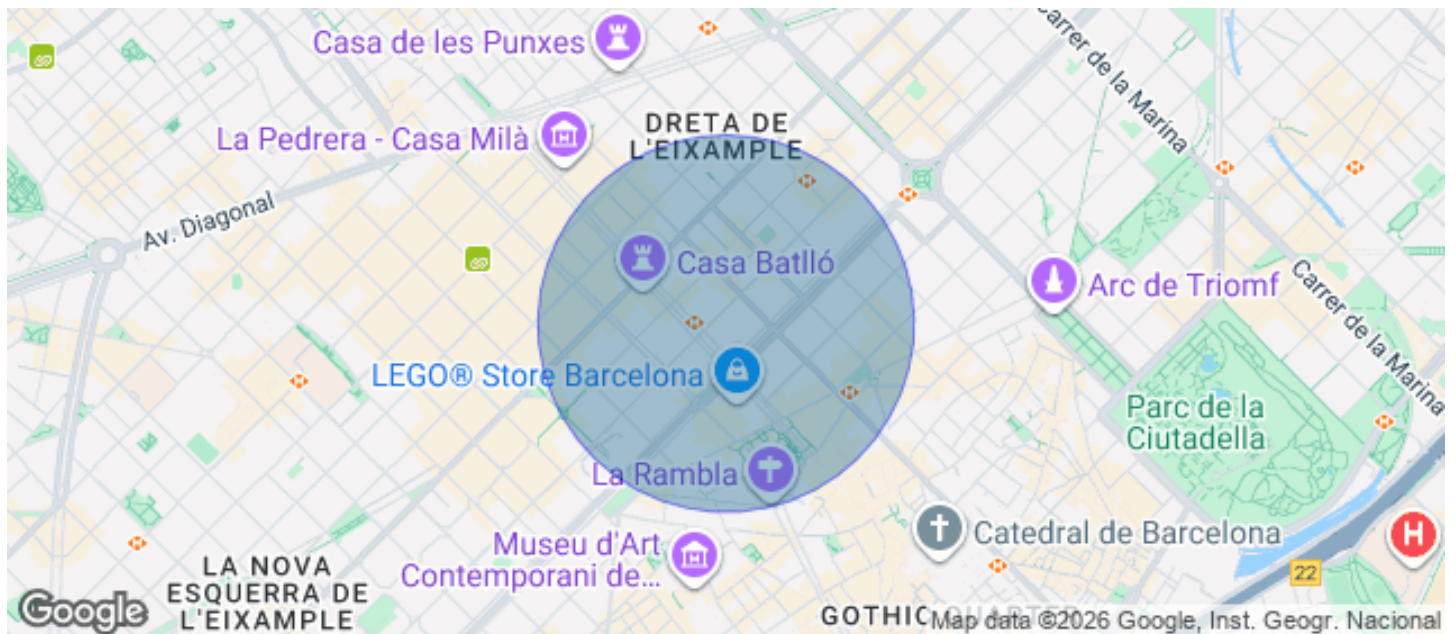 Casa de les Punxes
Carrer de la Marina
DRETA DE
L'EIXAMPLE
La Pedrera - Casa Milà
Av. Diagonal
Casa Batlló
Arc de Triomf
Carrer de la Marina
LEGO® Store Barcelona
Parc de la
Ciutadella
La Rambla
Catedral de Barcelona
H
Museu d'Art
Contemporani de...
22
LA NOVA
ESQUERRA DE
L'EIXAMPLE
Google
GOTHIC
Map data ©2026 Google, Inst. Geogr. Nacional